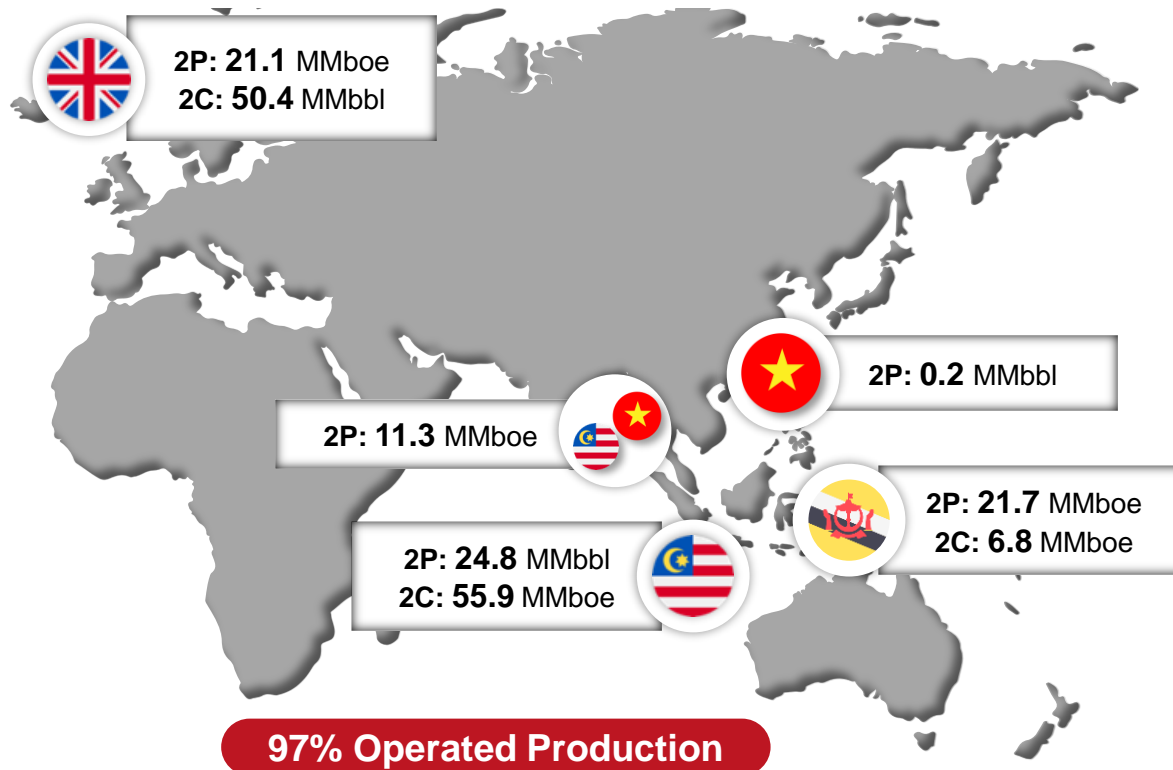 2P: 21.1 MMboe
2C: 50.4 MMbbl
2P: 0.2 MMbbl
2P: 11.3 MMboe
2P: 21.7 MMboe
2C: 6.8 MMboe
2P: 24.8 MMbbl
2C: 55.9 MMboe
97% Operated Production